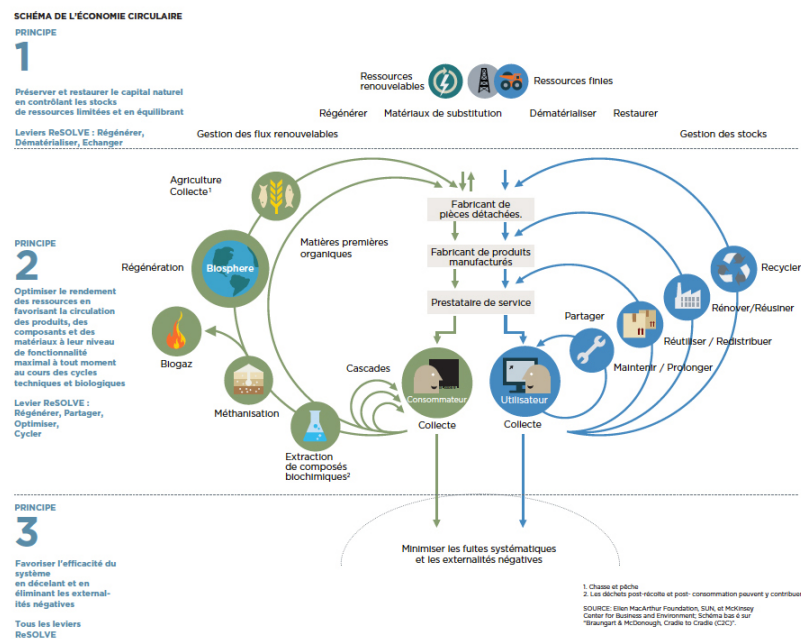 SCHÉMA DE L'ÉCONOMIE CIRCULAIRE
PRINCIPE
1
Préserver et restaurer le capital naturel
en contrôlant les stocks
de ressources limitées et en équilibrant
Leviers ReSOLVE : Régénérer,
Dématérialiser, Echanger
Ressources
renouvelables
Ressources finies
Régénérer
Matériaux de substitution
Dématérialiser
Restaurer
Gestion des flux renouvelables
Gestion des stocks
PRINCIPE
2
Optimiser le rendement
des ressources en
favorisant la circulation
des produits, des
composants et des
matériaux à leur niveau
de fonctionnalité
maximal à tout moment
au cours des cycles
techniques et biologiques
Levier ReSOLVE :
Régénérer, Partager,
Optimiser,
Cycler
Agriculture
Collecte¹
Régénération
Biosphere
Matières premières
organiques
Biogaz
Méthanisation
Extraction
de composés
biochimiques²
Cascades
Fabricant de
pièces détachées.
Fabricant de produits
manufacturés
Prestataire de service
Consommateur
Collecte
Utilisateur
Collecte
Partager
Maintenir / Prolonger
Réutiliser / Redistribuer
Rénover/Réusiner
Recycler
PRINCIPE
3
Favoriser l'efficacité du
système
en décelant et en
éliminant les external-
ités négatives
Tous les leviers
ReSOLVE
Minimiser les fuites systématiques
et les externalités négatives
1. Chasse et pêche
2. Les déchets post-récolte et post- consommation peuvent y contribuer
SOURCE: Ellen MacArthur Foundation, SUN, et McKinsey
Center for Business and Environment; Schéma bas é sur
"Braungart & McDonough, Cradle to Cradle (C2C)".